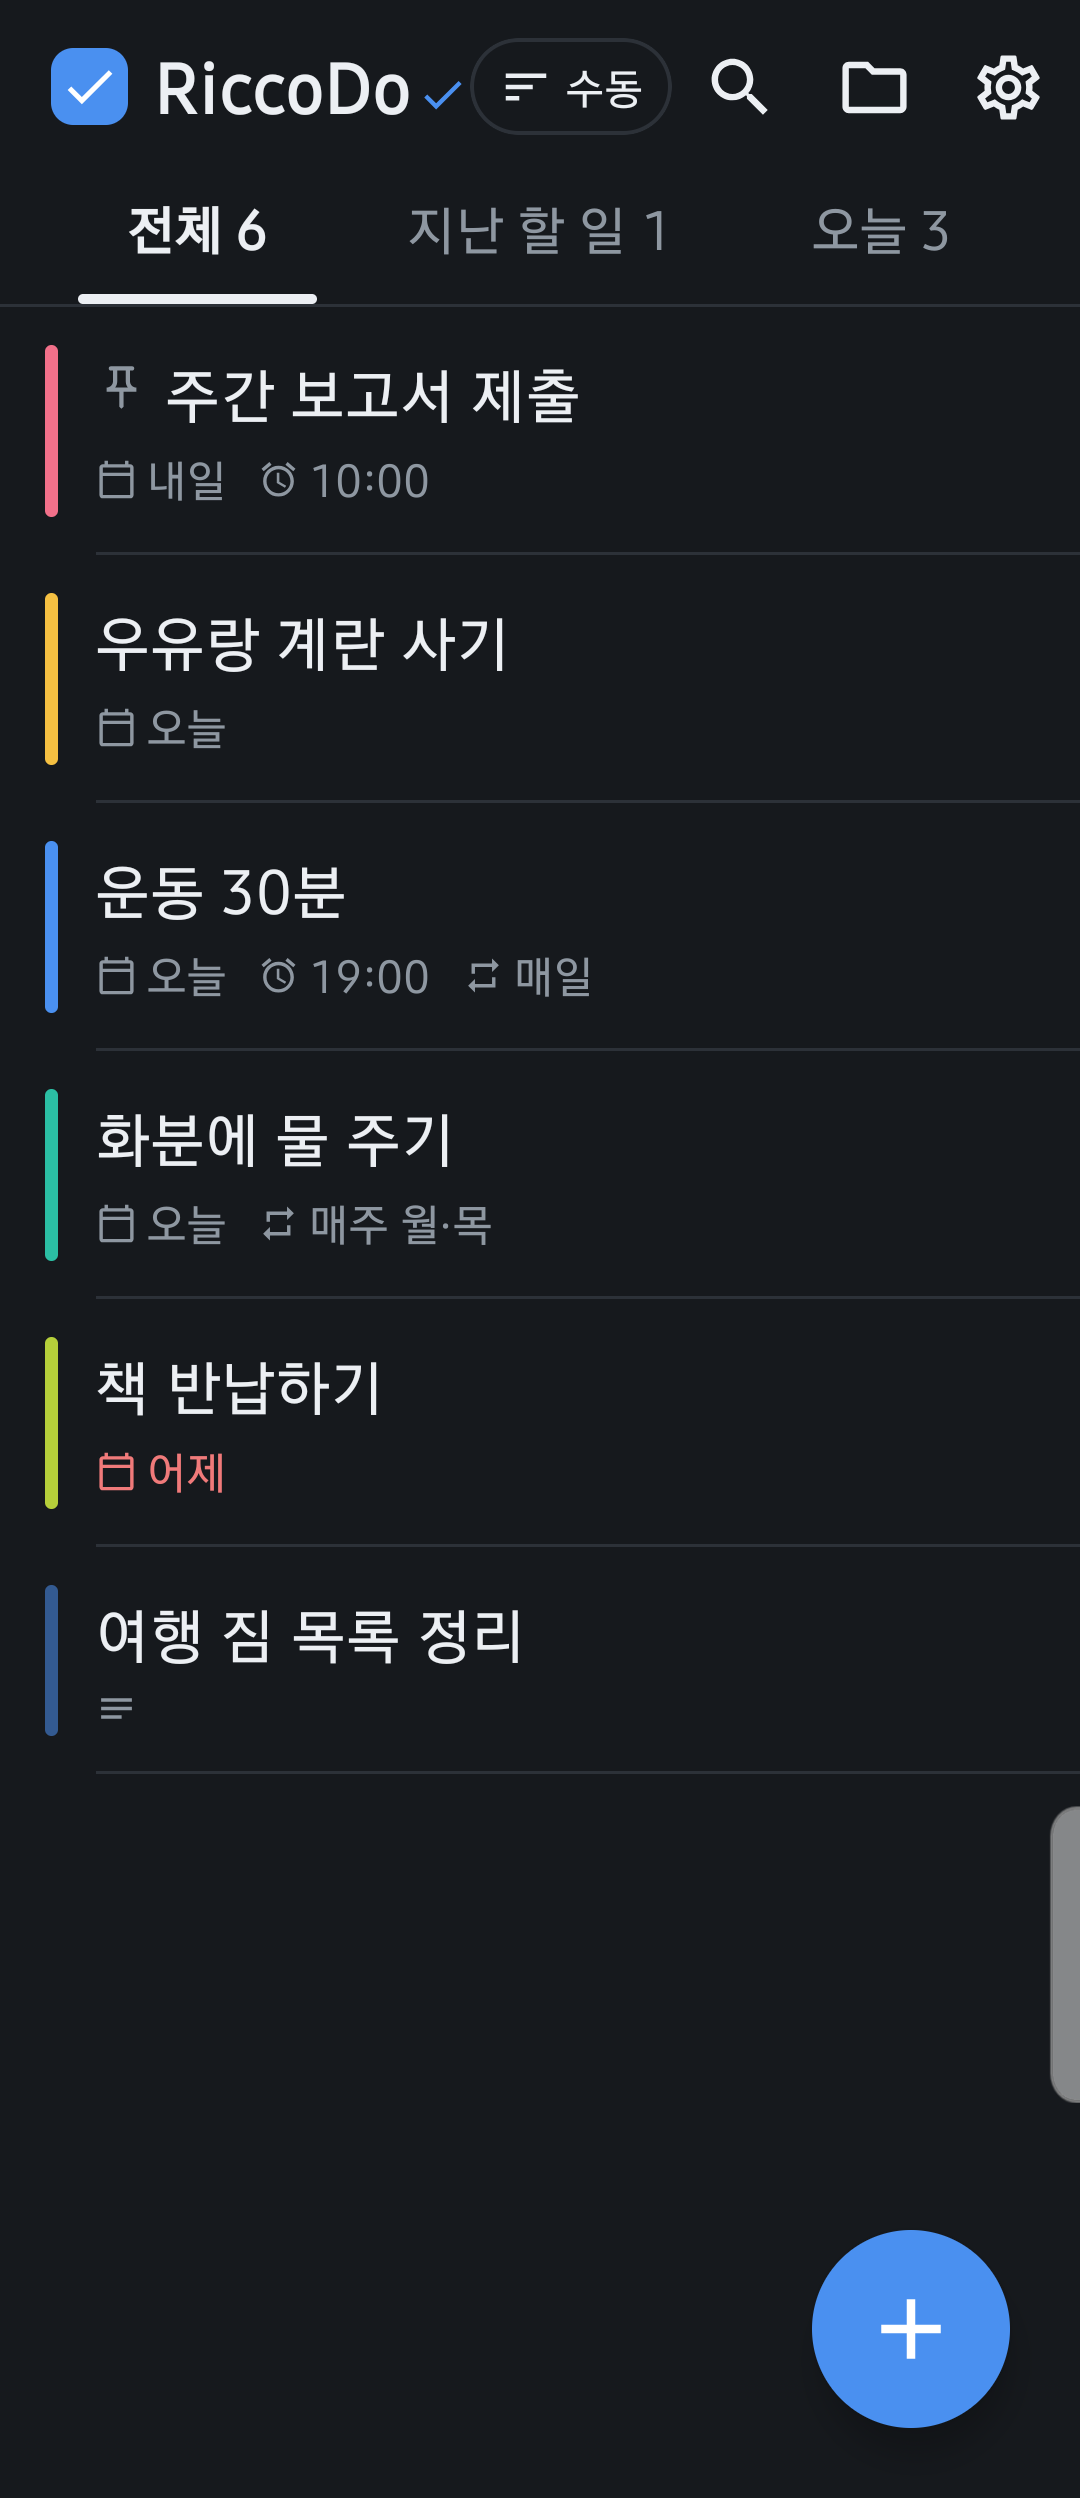 RiccoDo 수동
전체 6 지난 할 일 1 오늘 3
주간 보고서 제출
내일 10:00
우유랑 계란 사기
오늘
운동 30분
오늘 19:00 매일
화분에 물 주기
오늘 매주 월·목
책 반납하기
어제
여행 짐 목록 정리